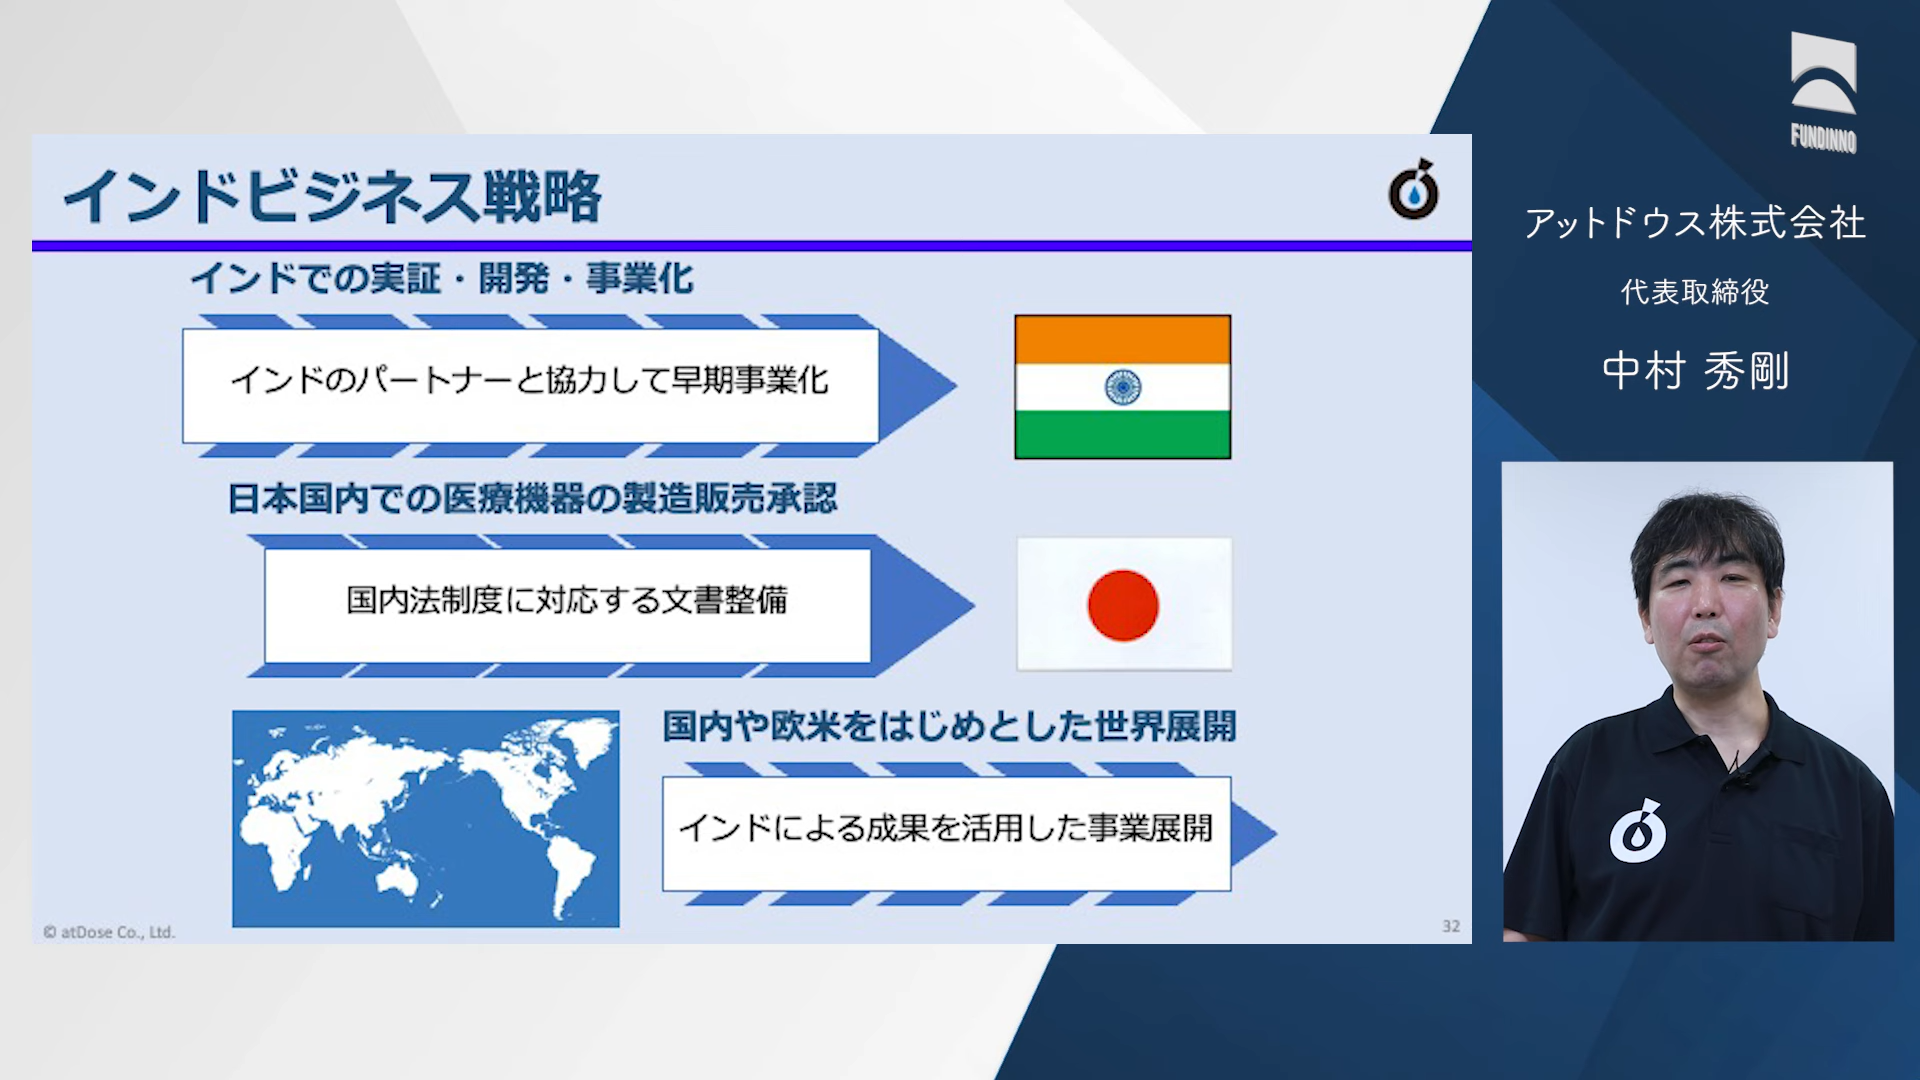 インドビジネス戦略
インドでの実証・開発・事業化
インドのパートナーと協力して早期事業化
日本国内での医療機器の製造販売承認
国内法制度に対応する文書整備
国内や欧米をはじめとした世界展開
インドによる成果を活用した事業展開
© atDose Co., Ltd.
32
FUNDINNO
アットドウス株式会社
代表取締役
中村 秀剛